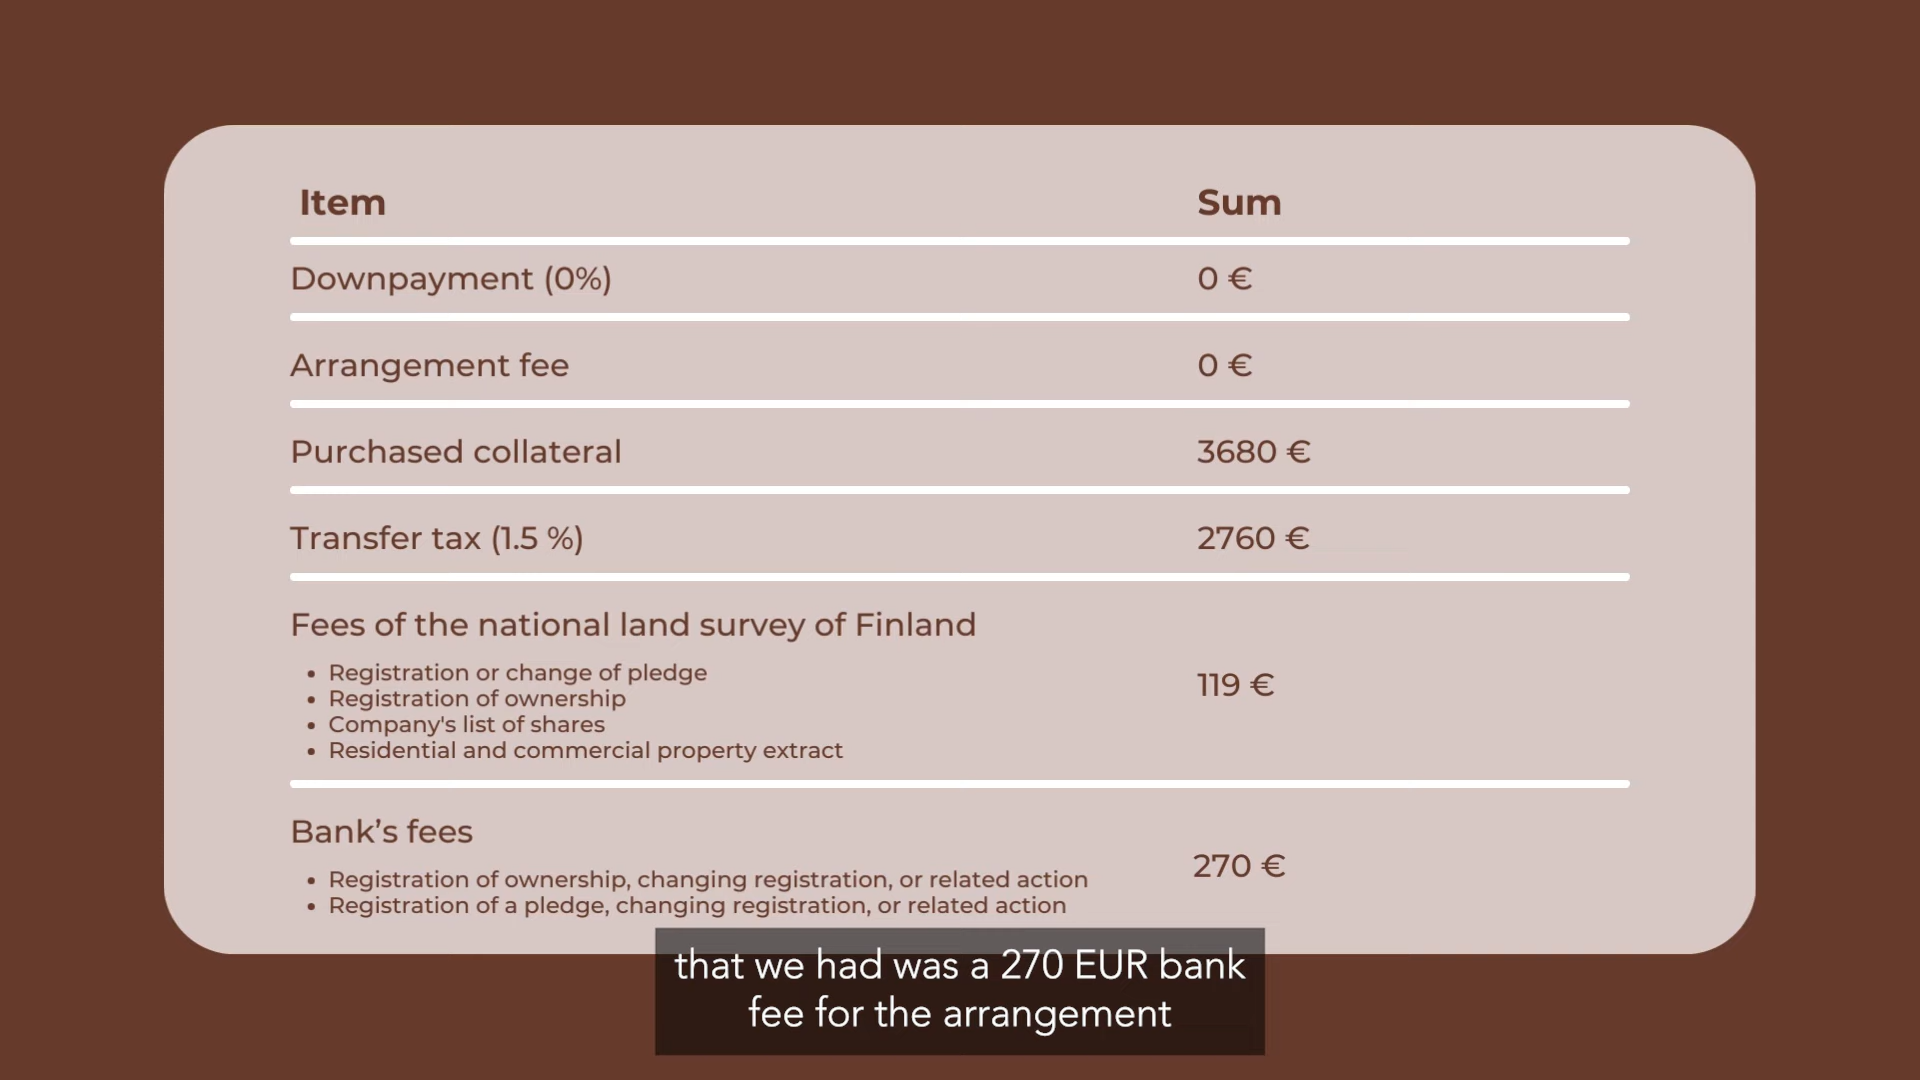 Item Sum
Downpayment (0%) 0 €
Arrangement fee 0 €
Purchased collateral 3680 €
Transfer tax (1.5 %) 2760 €
Fees of the national land survey of Finland
• Registration or change of pledge
• Registration of ownership
• Company's list of shares
• Residential and commercial property extract
119 €
Bank’s fees
• Registration of ownership, changing registration, or related action
• Registration of a pledge, changing registration, or related action
270 €
that we had was a 270 EUR bank
fee for the arrangement